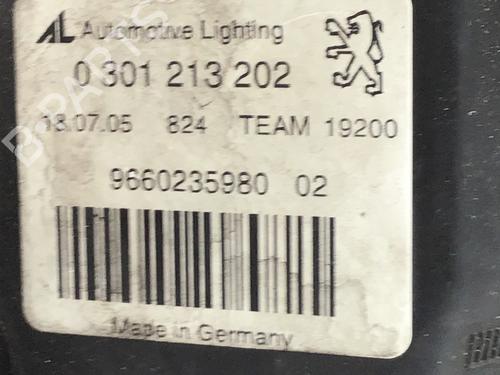 AL Automotive Lighting
0 301 213 202
18.07.05 824 TEAM 19200
9660235980 02
Made in Germany
B-PARTS